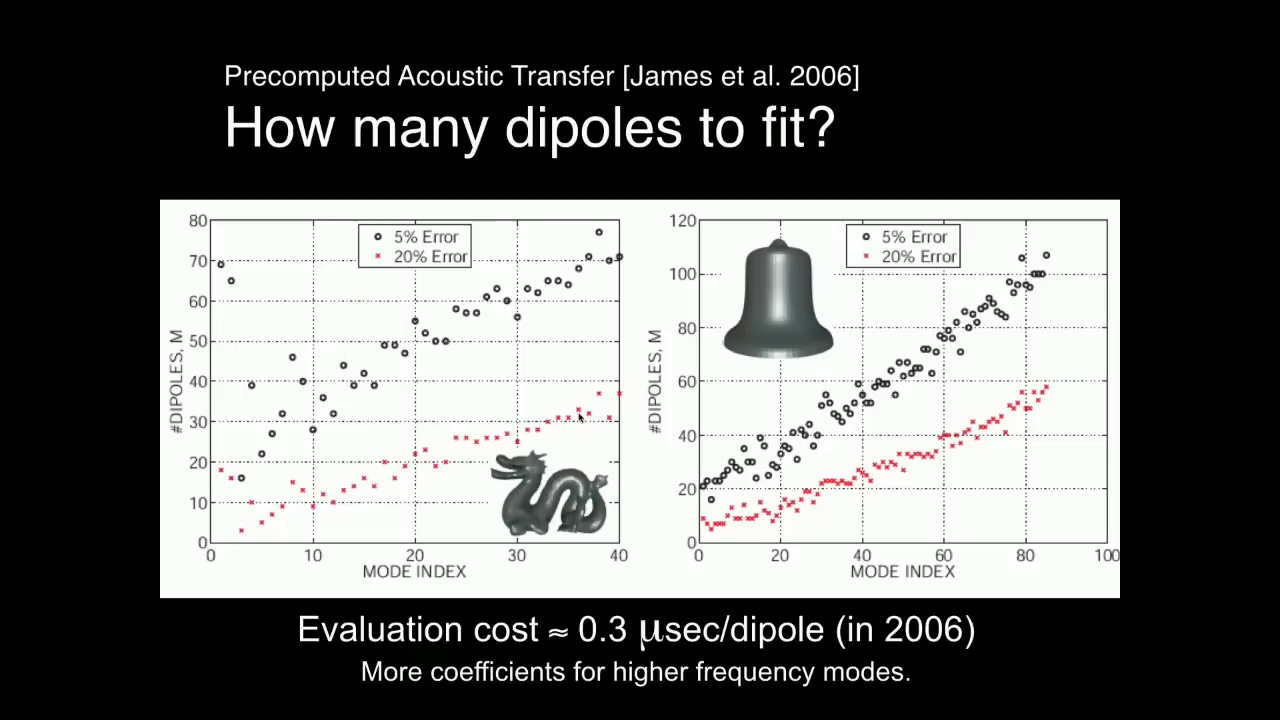 Precomputed Acoustic Transfer [James et al. 2006]
How many dipoles to fit?
80
70
60
50
40
30
20
10
0
#DIPOLES, M
5% Error
20% Error
0 10 20 30 40
MODE INDEX
120
100
80
60
40
20
0
#DIPOLES, M
5% Error
20% Error
0 20 40 60 80 100
MODE INDEX
Evaluation cost ≈ 0.3 μsec/dipole (in 2006)
More coefficients for higher frequency modes.